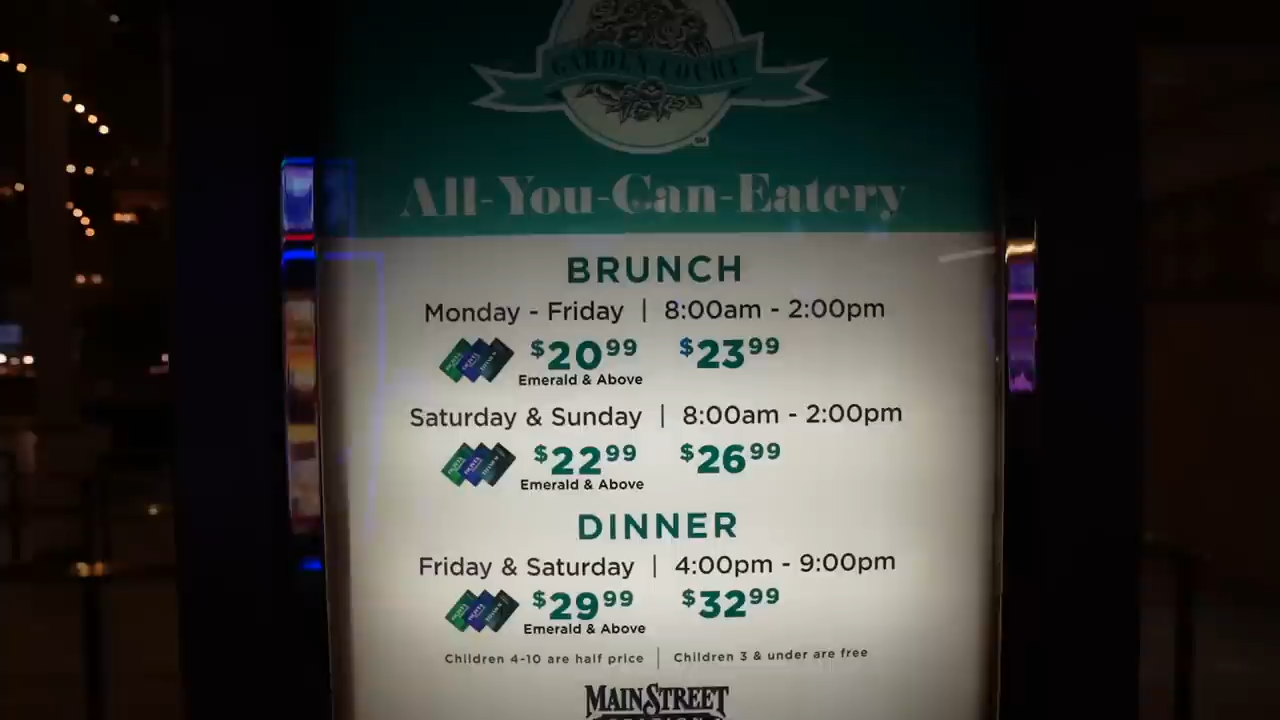 GARDEN COURT
All-You-Can-Eatery
BRUNCH
Monday - Friday | 8:00am - 2:00pm
$20.99 $23.99
Emerald & Above
Saturday & Sunday | 8:00am - 2:00pm
$22.99 $26.99
Emerald & Above
DINNER
Friday & Saturday | 4:00pm - 9:00pm
$29.99 $32.99
Emerald & Above
Children 4-10 are half price | Children 3 & under are free
MAIN STREET